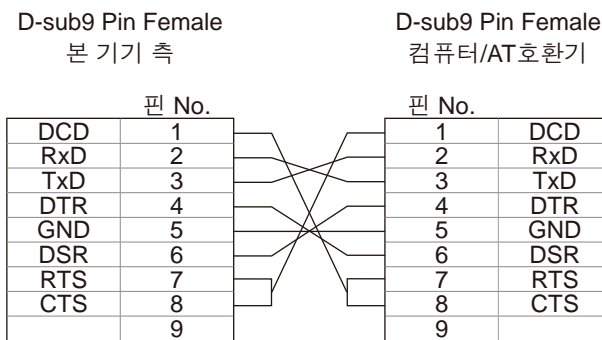 D-sub9 Pin Female D-sub9 Pin Female
본 기기 측 컴퓨터/AT호환기
핀 No. 핀 No.
DCD 1 1 DCD
RxD 2 2 RxD
TxD 3 3 TxD
DTR 4 4 DTR
GND 5 5 GND
DSR 6 6 DSR
RTS 7 7 RTS
CTS 8 8 CTS
9 9